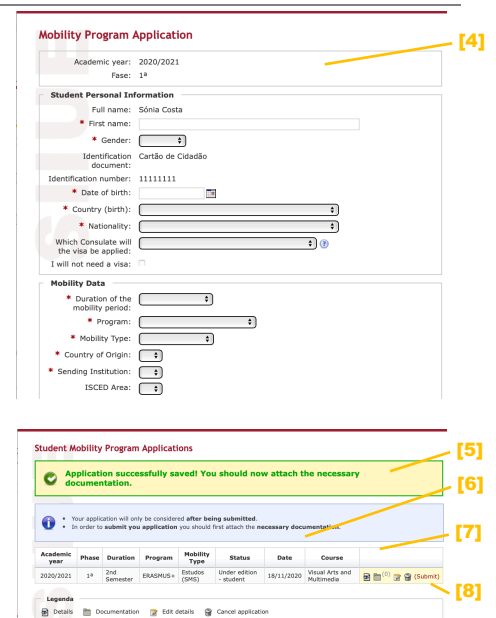 Mobility Program Application
[4]
Academic year: 2020/2021
Fase: 1ª
Student Personal Information
Full name: Sónia Costa
* First name:
* Gender:
Identification document: Cartão de Cidadão
Identification number: 11111111
* Date of birth:
* Country (birth):
* Nationality:
Which Consulate will the visa be applied:
I will not need a visa:
Mobility Data
* Duration of the mobility period:
* Program:
* Mobility Type:
* Country of Origin:
* Sending Institution:
ISCED Area:
Student Mobility Program Applications
[5]
Application successfully saved! You should now attach the necessary
documentation.
[6]
• Your application will only be considered after being submitted.
• In order to submit you application you should first attach the necessary documentation.
[7]
Academic year Phase Duration Program Mobility Type Status Date Course
2020/2021 1ª 2nd Semester ERASMUS+ Estudos (SMS) Under edition - student 18/11/2020 Visual Arts and Multimedia (0) (Submit)
[8]
Legenda
Details Documentation Edit details Cancel application